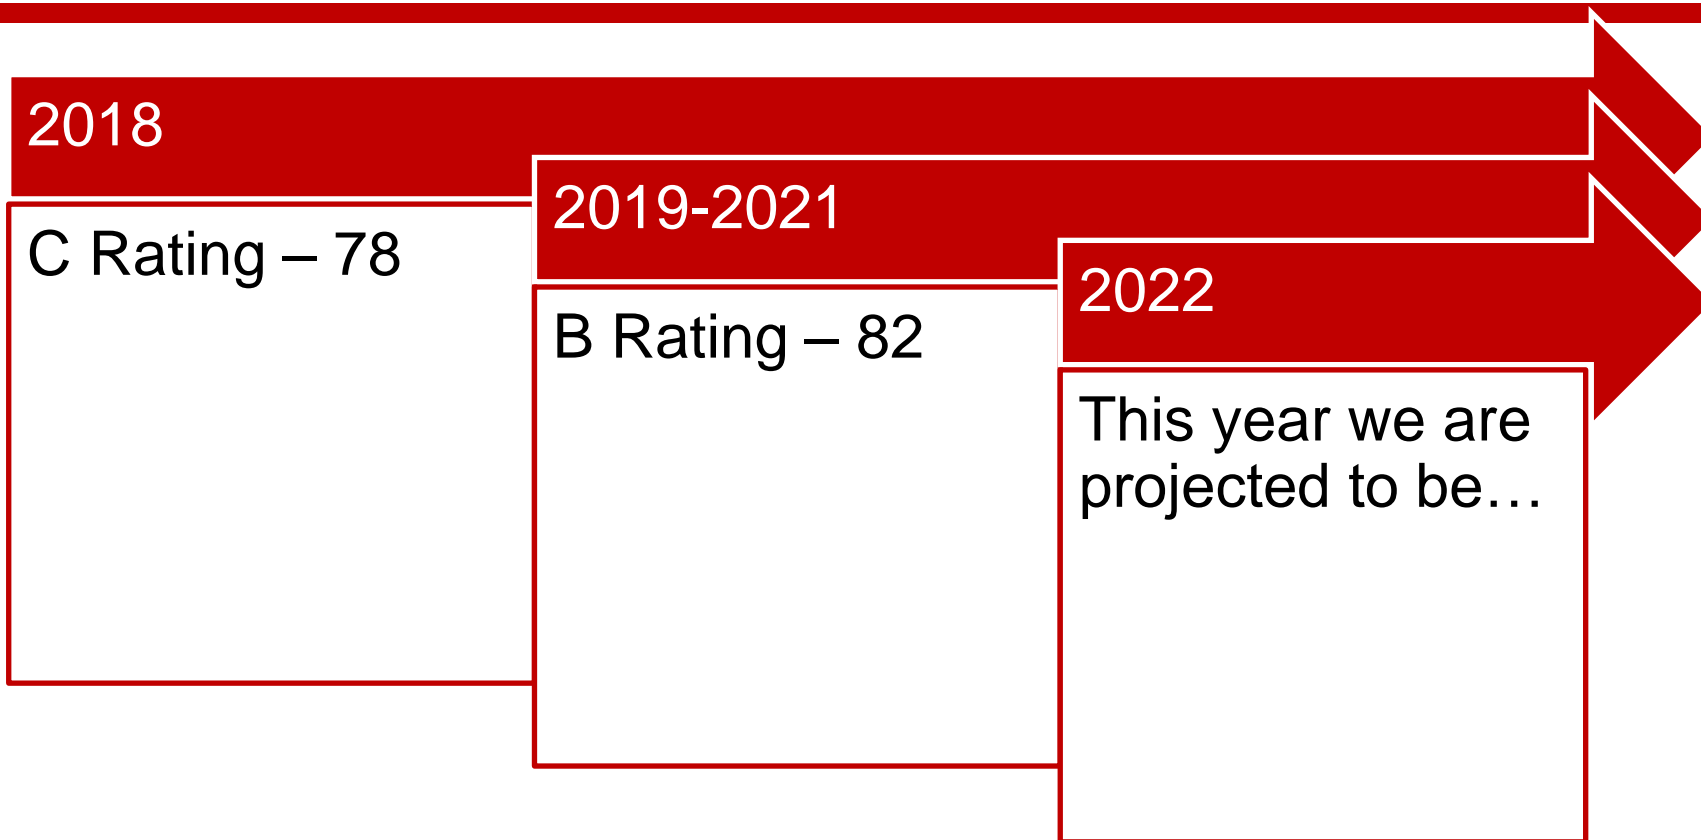 2018
C Rating – 78
2019-2021
B Rating – 82
2022
This year we are
projected to be…